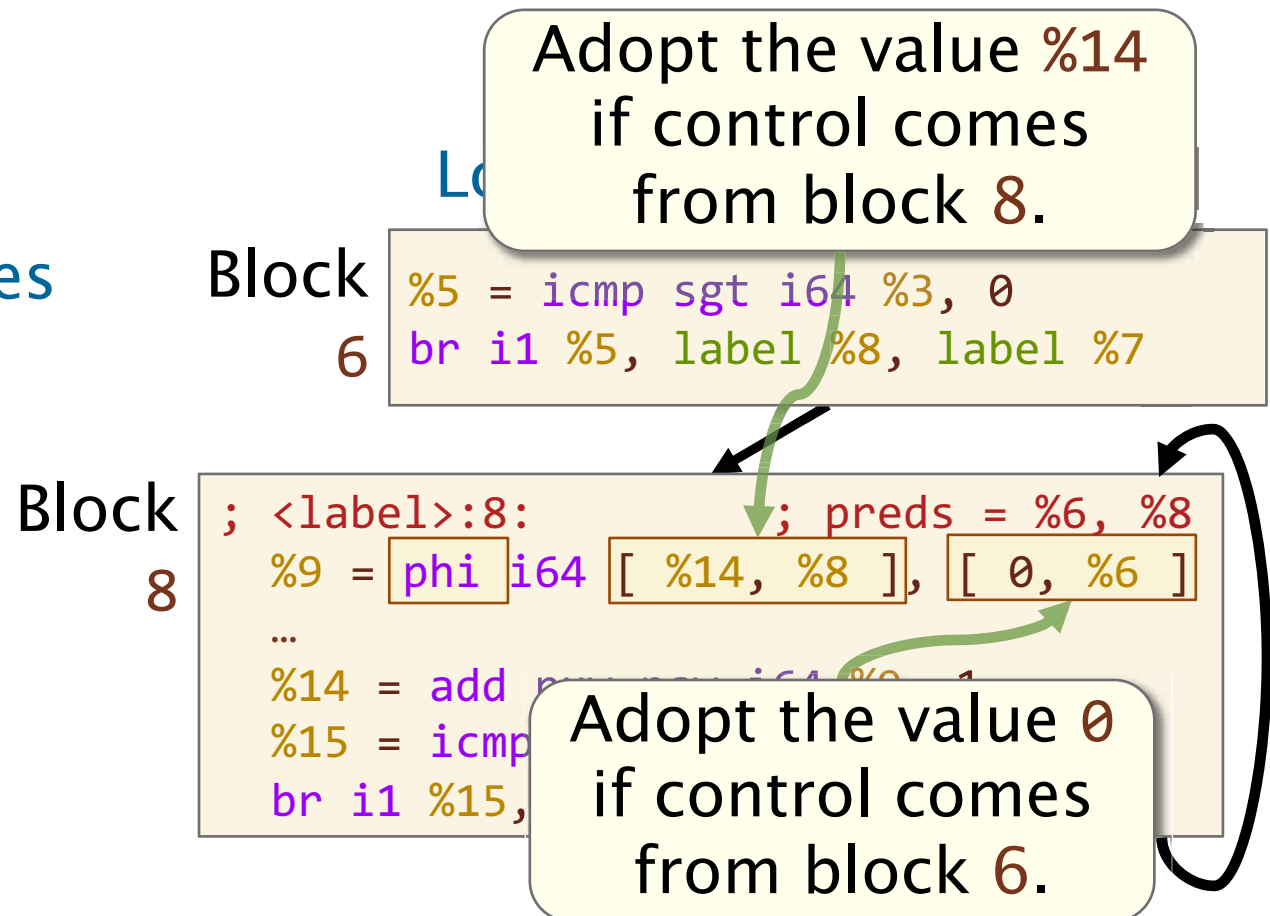 Adopt the value %14
if control comes
from block 8.
es
Block
6
%5 = icmp sgt i64 %3, 0
br i1 %5, label %8, label %7
Block
8
; <label>:8: ; preds = %6, %8
%9 = phi i64 [ %14, %8 ], [ 0, %6 ]
…
%14 = add
%15 = icmp
br i1 %15,
Adopt the value 0
if control comes
from block 6.